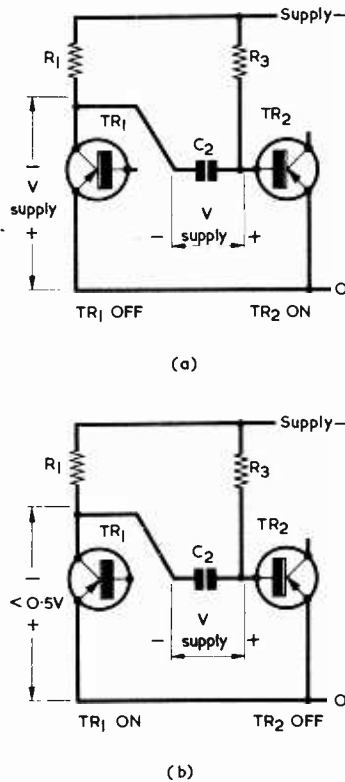 Supply–
R1
R3
TR1
C2
TR2
–
V
supply
+
V
– supply +
O
TR1 OFF
TR2 ON
(a)
Supply–
R1
R3
TR1
C2
TR2
–
< 0·5V
+
V
– supply +
O
TR1 ON
TR2 OFF
(b)